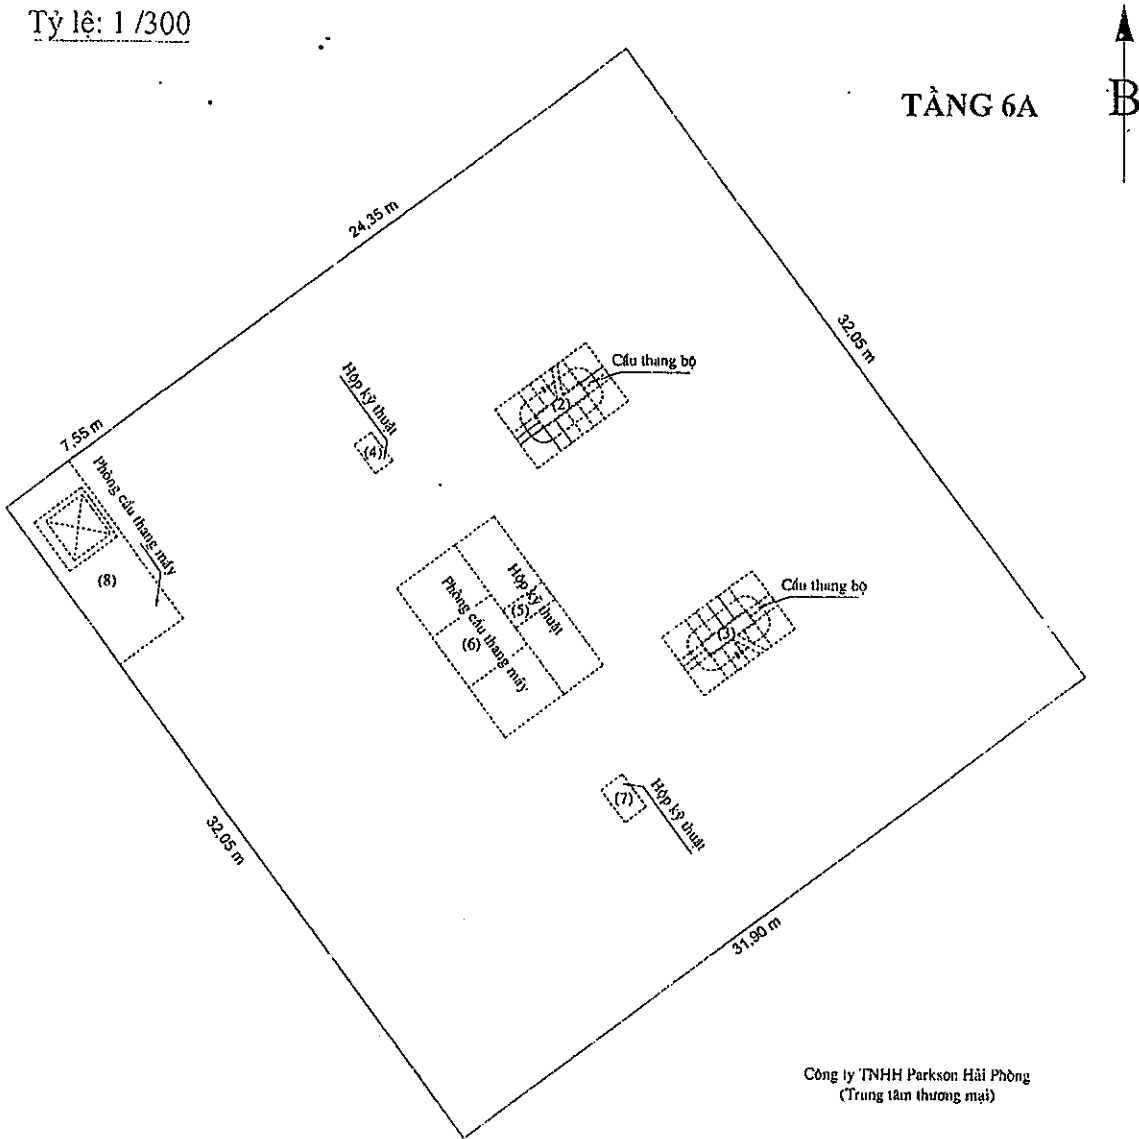 Tỷ lệ: 1 /300
TẦNG 6A
B
24,35 m
32,05 m
Cầu thang bộ
(2)
Hộp kỹ thuật
(4)
7,55 m
Phòng cầu thang máy
(8)
Hộp kỹ thuật
(5)
Phòng cầu thang máy
(6)
Cầu thang bộ
(3)
Hộp kỹ thuật
(7)
32,05 m
31,90 m
Công ty TNHH Parkson Hải Phòng
(Trung tâm thương mại)